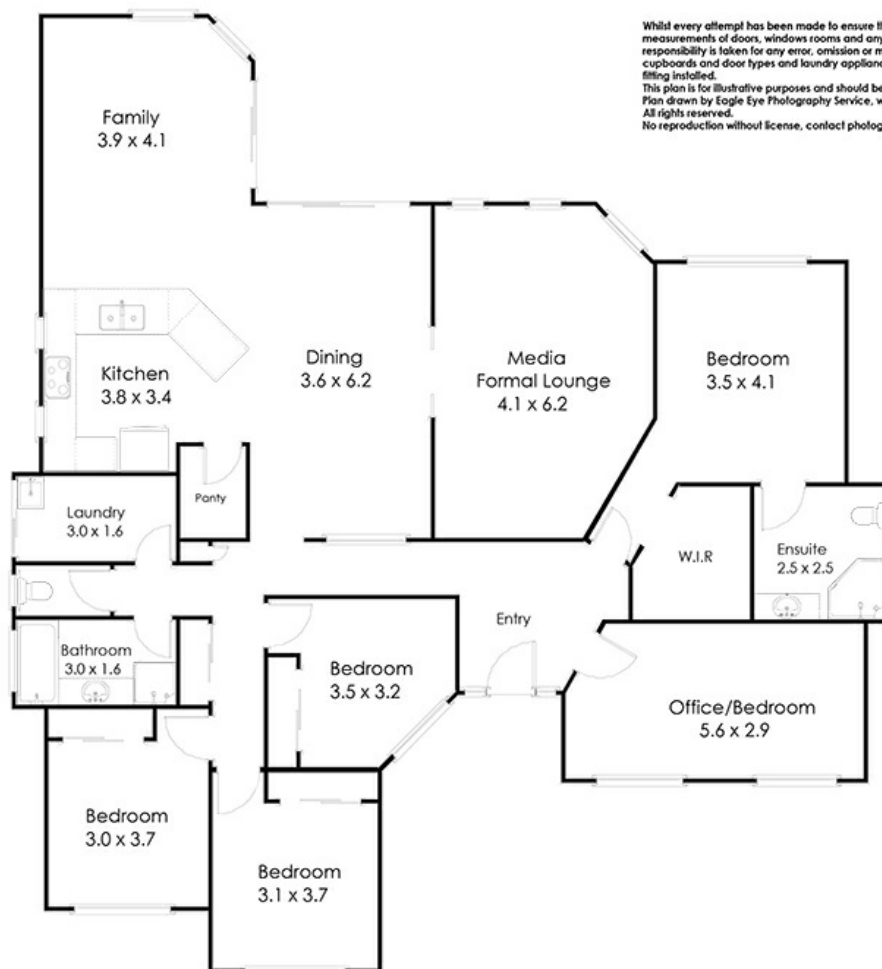 Whilst every attempt has been made to ensure
measurements of doors, windows rooms and any
responsibility is taken for any error, omission or
cupboards and door types and laundry
fitting installed.
This plan is for illustrative purposes and should be
Plan drawn by Eagle Eye Photography Service,
All rights reserved.
No reproduction without license, contact
Family
3.9 x 4.1
Kitchen
3.8 x 3.4
Dining
3.6 x 6.2
Media
Formal Lounge
4.1 x 6.2
Bedroom
3.5 x 4.1
Panty
Laundry
3.0 x 1.6
W.I.R
Ensuite
2.5 x 2.5
Entry
Bathroom
3.0 x 1.6
Bedroom
3.5 x 3.2
Office/Bedroom
5.6 x 2.9
Bedroom
3.0 x 3.7
Bedroom
3.1 x 3.7